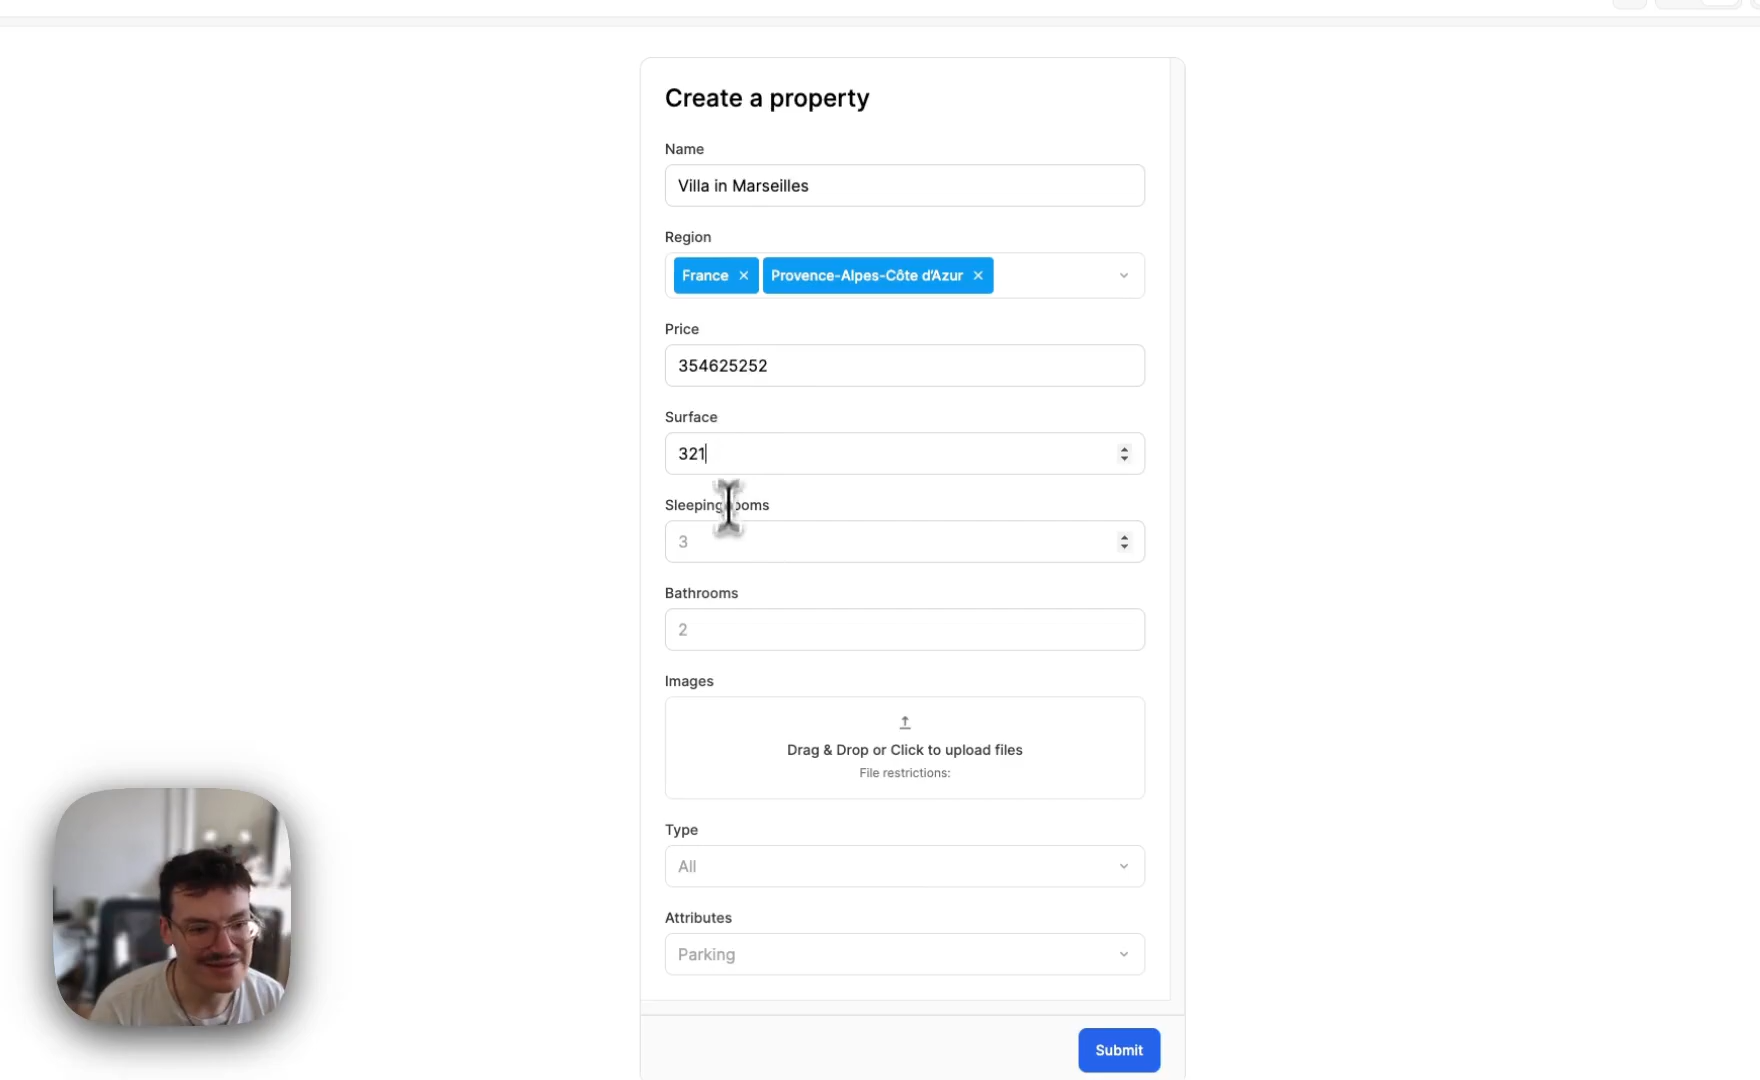 Create a property
Name
Villa in Marseilles
Region
France
Provence-Alpes-Côte d'Azur
Price
354625252
Surface
321
Sleeping rooms
3
Bathrooms
2
Images
Drag & Drop or Click to upload files
File restrictions:
Type
All
Attributes
Parking
Submit